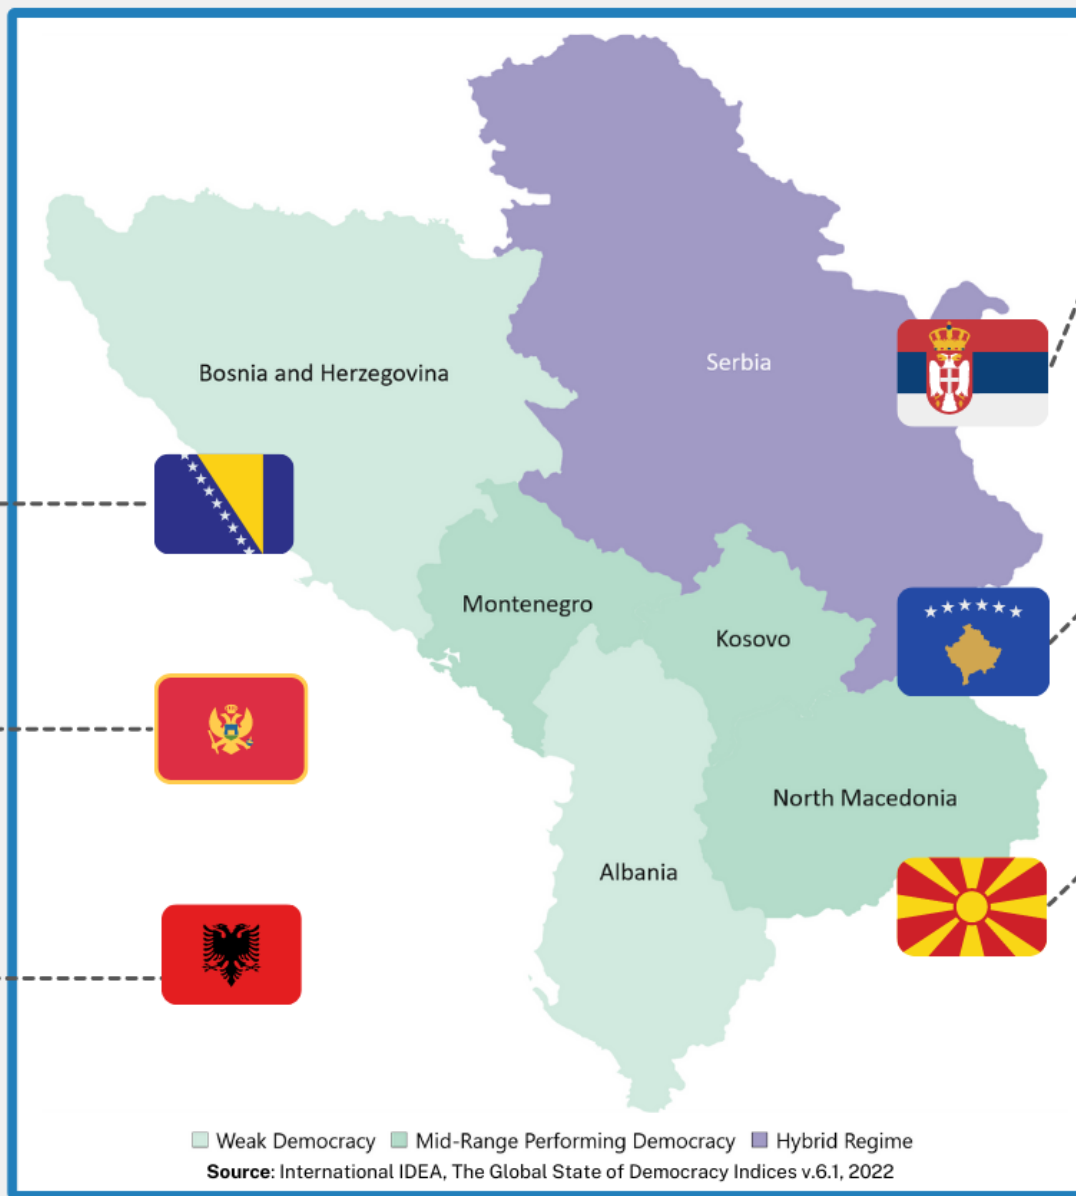 Serbia
Bosnia and Herzegovina
Montenegro
Kosovo
North Macedonia
Albania
Weak Democracy Mid-Range Performing Democracy Hybrid Regime
Source: International IDEA, The Global State of Democracy Indices v.6.1, 2022